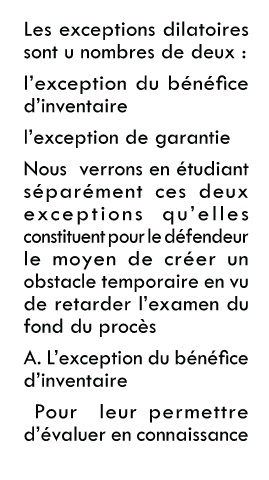 Les exceptions dilatoires
sont u nombres de deux :
l’exception du bénéfice
d’inventaire
l’exception de garantie
Nous verrons en étudiant
séparément ces deux
exceptions qu’elles
constituent pour le défendeur
le moyen de créer un
obstacle temporaire en vu
de retarder l’examen du
fond du procès
A. L’exception du bénéfice
d’inventaire
Pour leur permettre
d’évaluer en connaissance